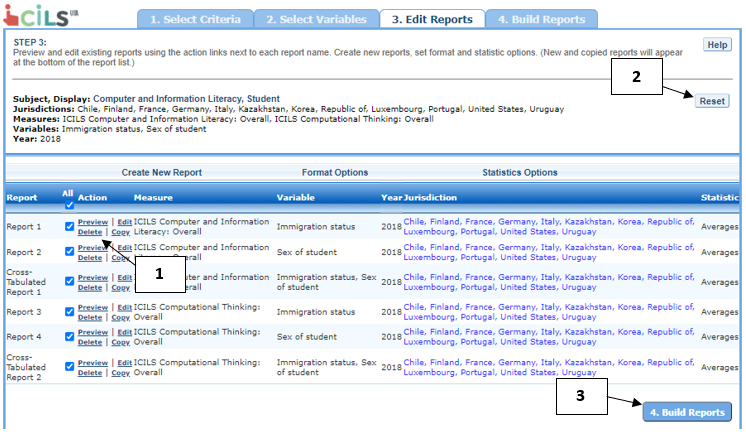 iCILS
1. Select Criteria 2. Select Variables 3. Edit Reports 4. Build Reports
STEP 3:
Preview and edit existing reports using the action links next to each report name. Create new reports, set format and statistic options. (New and copied reports will appear
at the bottom of the report list.)
Help
2
Reset
Subject, Display: Computer and Information Literacy, Student
Jurisdictions: Chile, Finland, France, Germany, Italy, Kazakhstan, Korea, Republic of, Luxembourg, Portugal, United States, Uruguay
Measures: ICILS Computer and Information Literacy: Overall, ICILS Computational Thinking: Overall
Variables: Immigration status, Sex of student
Year: 2018
Create New Report Format Options Statistics Options
Report All Action Measure Variable Year Jurisdiction Statistic
Report 1 Preview | Edit ICILS Computer and Information Immigration status 2018 Chile, Finland, France, Germany, Italy, Kazakhstan, Korea, Republic of, Averages
Delete | Copy Literacy: Overall Luxembourg, Portugal, United States, Uruguay
Report 2 Preview | Edit ICILS Computer and Information Sex of student 2018 Chile, Finland, France, Germany, Italy, Kazakhstan, Korea, Republic of, Averages
Overall Luxembourg, Portugal, United States, Uruguay
1
Cross-
Tabulated
Report 1 Edit Computer and Information Immigration status, Sex of student 2018 Chile, Finland, France, Germany, Italy, Kazakhstan, Korea, Republic of, Averages
Overall Luxembourg, Portugal, United States, Uruguay
Report 3 Preview | Edit ICILS Computational Thinking: Immigration status 2018 Chile, Finland, France, Germany, Italy, Kazakhstan, Korea, Republic of, Averages
Delete | Copy Overall Luxembourg, Portugal, United States, Uruguay
Report 4 Preview | Edit ICILS Computational Thinking: Sex of student 2018 Chile, Finland, France, Germany, Italy, Kazakhstan, Korea, Republic of, Averages
Delete | Copy Overall Luxembourg, Portugal, United States, Uruguay
Cross-
Tabulated
Report 2 Preview | Edit ICILS Computational Thinking: Immigration status, Sex of student 2018 Chile, Finland, France, Germany, Italy, Kazakhstan, Korea, Republic of, Averages
Delete | Copy Overall Luxembourg, Portugal, United States, Uruguay
3
4. Build Reports